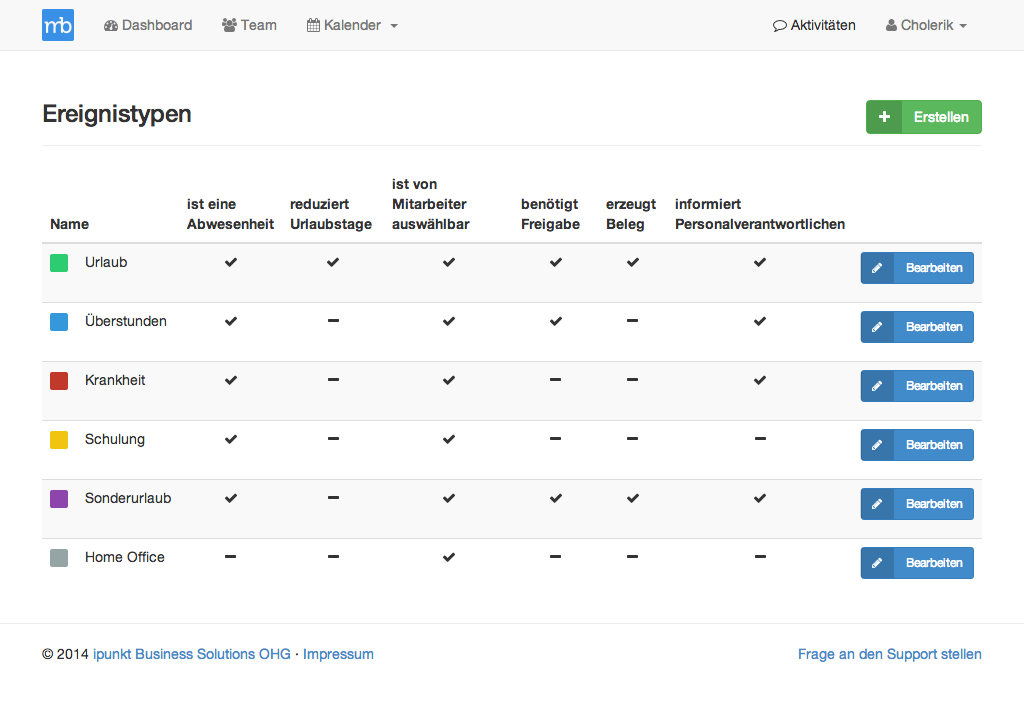 mb Dashboard Team Kalender Aktivitäten Cholerik
Ereignistypen
Erstellen
Name
ist eine
Abwesenheit
reduziert
Urlaubstage
ist von
Mitarbeiter
auswählbar
benötigt
Freigabe
erzeugt
Beleg
informiert
Personalverantwortlichen
Urlaub Bearbeiten
Überstunden Bearbeiten
Krankheit Bearbeiten
Schulung Bearbeiten
Sonderurlaub Bearbeiten
Home Office Bearbeiten
© 2014 ipunkt Business Solutions OHG · Impressum Frage an den Support stellen